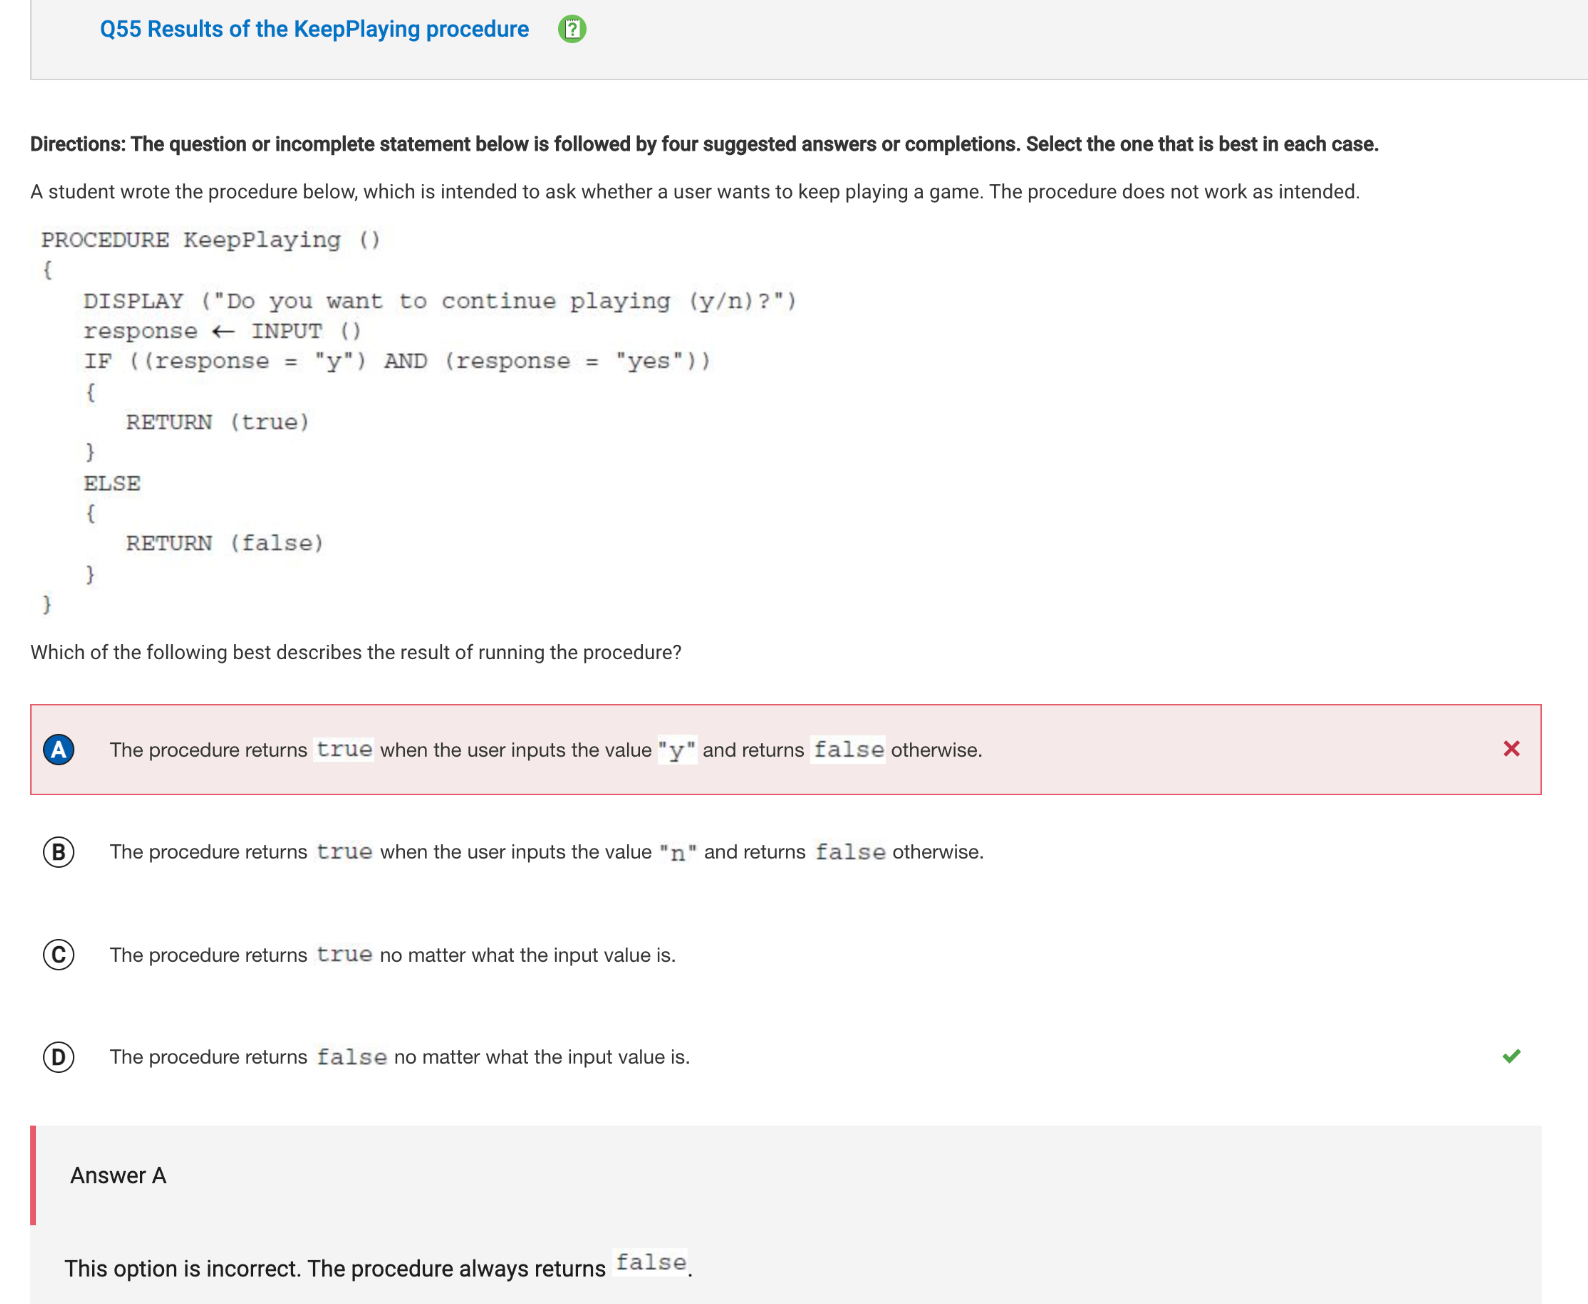 Q55 Results of the KeepPlaying procedure ?
Directions: The question or incomplete statement below is followed by four suggested answers or completions. Select the one that is best in each case.
A student wrote the procedure below, which is intended to ask whether a user wants to keep playing a game. The procedure does not work as intended.
PROCEDURE KeepPlaying ()
{
DISPLAY ("Do you want to continue playing (y/n)?")
response ← INPUT ()
IF ((response = "y") AND (response = "yes"))
{
RETURN (true)
}
ELSE
{
RETURN (false)
}
}
Which of the following best describes the result of running the procedure?
A The procedure returns true when the user inputs the value "y" and returns false otherwise.
B The procedure returns true when the user inputs the value "n" and returns false otherwise.
C The procedure returns true no matter what the input value is.
D The procedure returns false no matter what the input value is.
Answer A
This option is incorrect. The procedure always returns false.